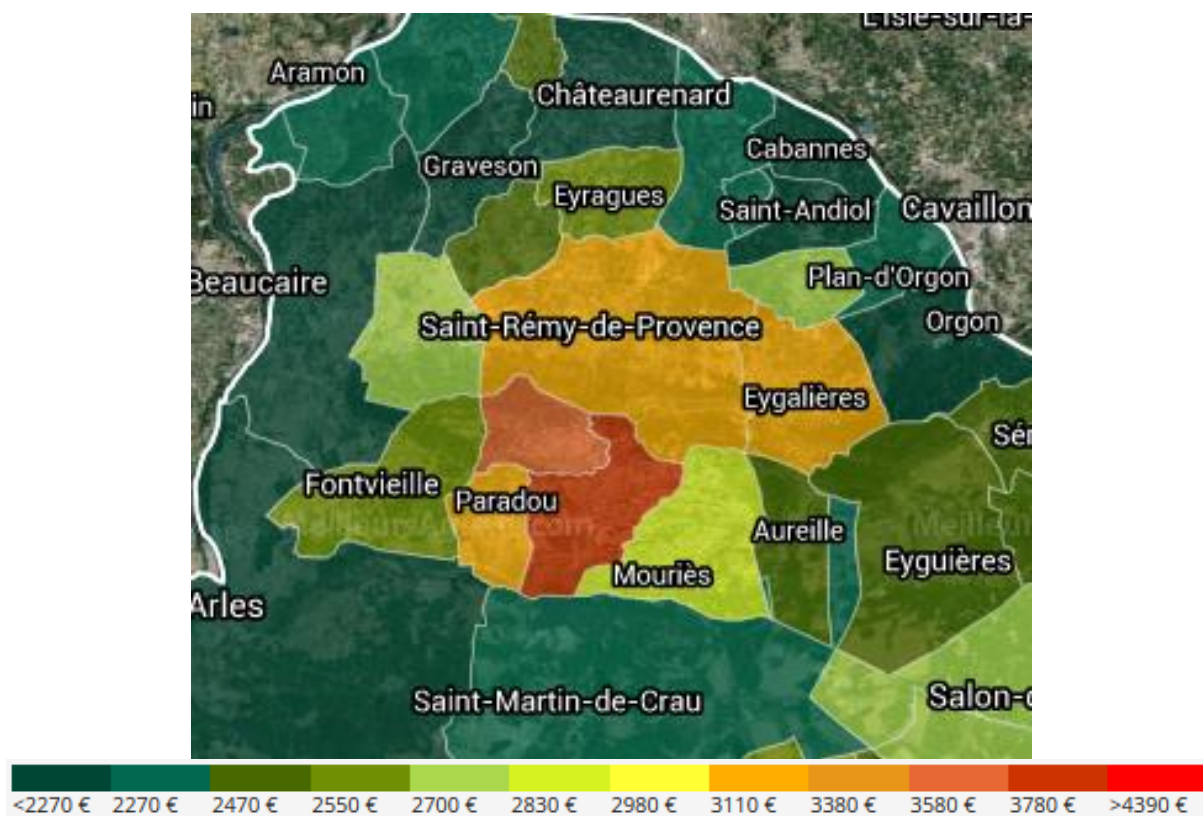 L'Isle-sur-la-
Aramon
Châteaurenard
in
Cabannes
Graveson
Eyragues
Saint-Andiol
Cavaillon
Plan-d'Orgon
Beaucaire
Orgon
Saint-Rémy-de-Provence
Eygalières
Sér
Fontvieille
Paradou
Aureille
Eyguières
Mouriès
Arles
Saint-Martin-de-Crau
Salon-d
<2270 € 2270 € 2470 € 2550 € 2700 € 2830 € 2980 € 3110 € 3380 € 3580 € 3780 € >4390 €